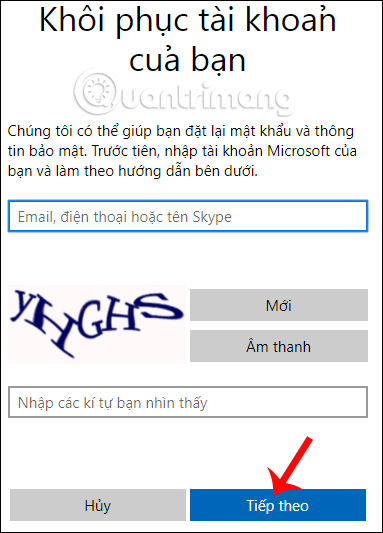 Khôi phục tài khoản
cuả bạn
Quantrimang
Chúng tôi có thể giúp bạn đặt lại mật khẩu và thông
tin bảo mật. Trước tiên, nhập tài khoản Microsoft của
bạn và làm theo hướng dẫn bên dưới.
Email, điện thoại hoặc tên Skype
YHGHS
Mới
Âm thanh
Nhập các kí tự bạn nhìn thấy
Hủy
Tiếp theo